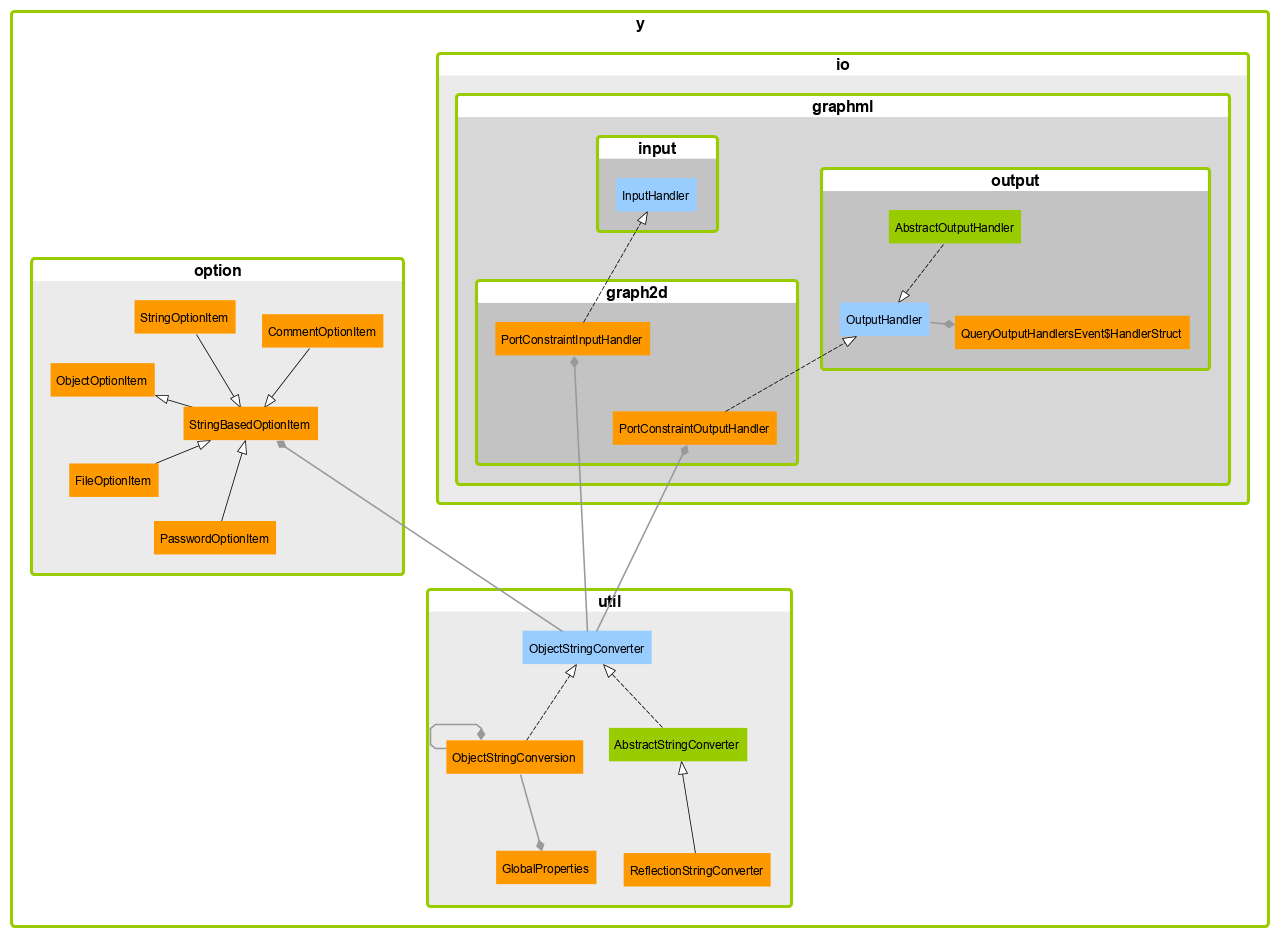 y
io
graphml
input
InputHandler
output
AbstractOutputHandler
OutputHandler
QueryOutputHandlersEvent$HandlerStruct
graph2d
PortConstraintInputHandler
PortConstraintOutputHandler
option
StringOptionItem
CommentOptionItem
ObjectOptionItem
StringBasedOptionItem
FileOptionItem
PasswordOptionItem
util
ObjectStringConverter
AbstractStringConverter
ObjectStringConversion
GlobalProperties
ReflectionStringConverter